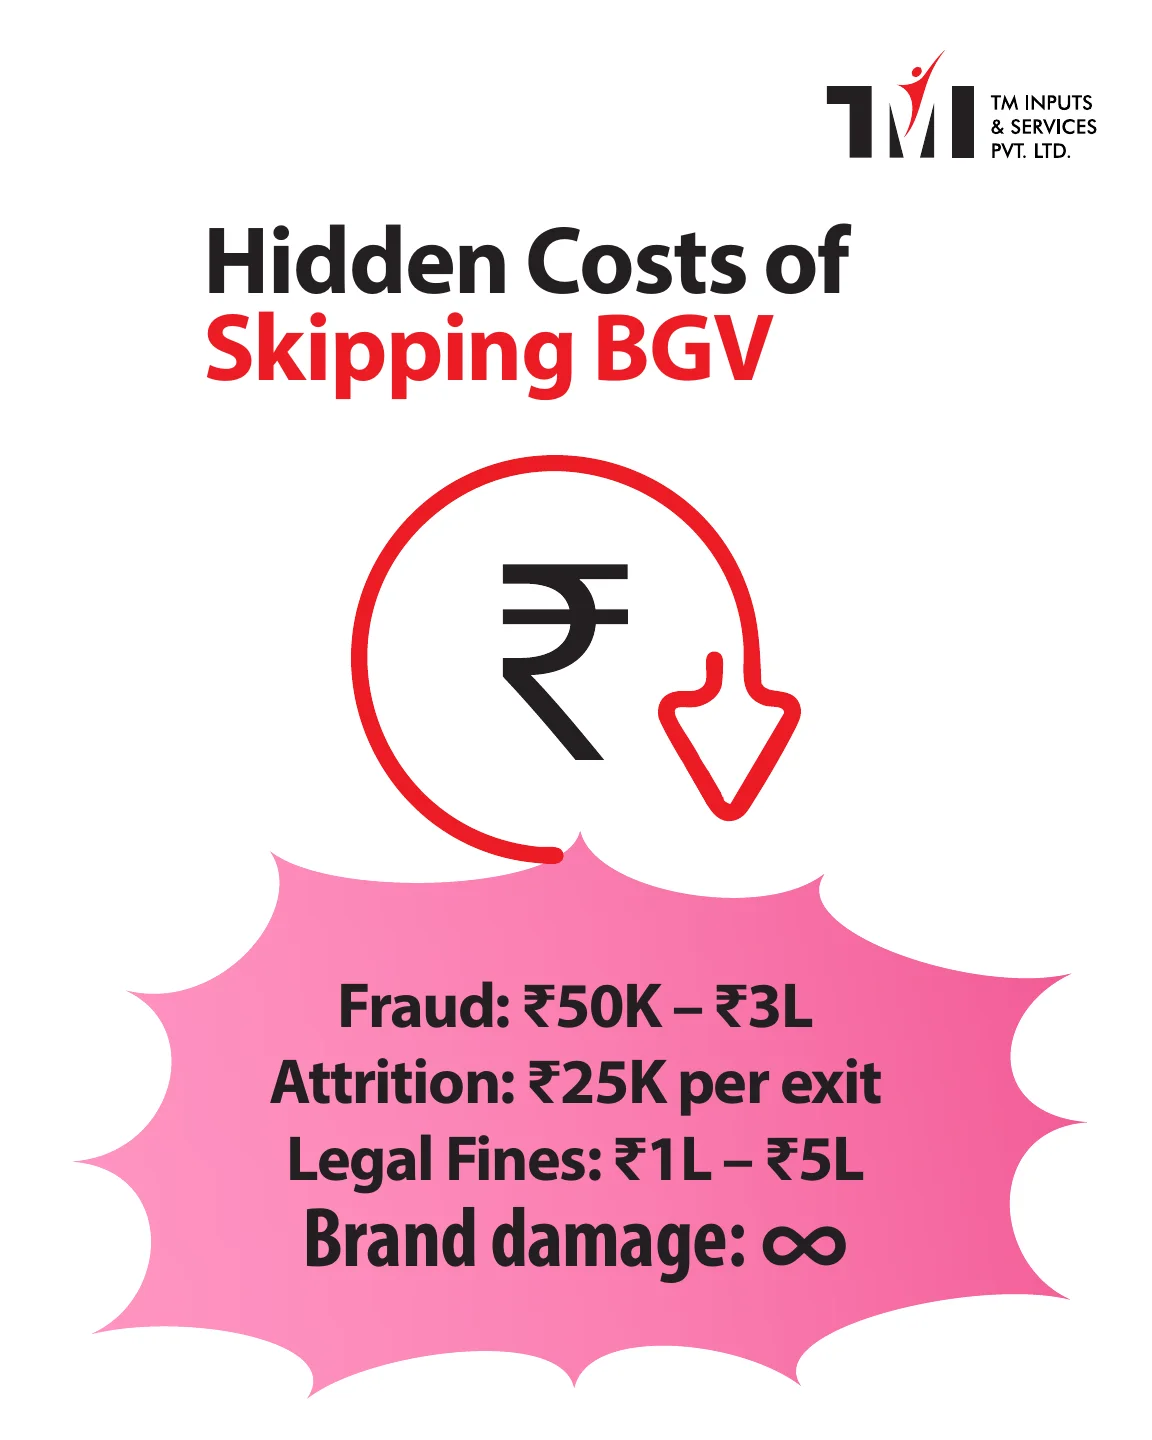 TMI
TM INPUTS
& SERVICES
PVT. LTD.
Hidden Costs of
Skipping BGV
₹
Fraud: ₹50K – ₹3L
Attrition: ₹25K per exit
Legal Fines: ₹1L – ₹5L
Brand damage: ∞